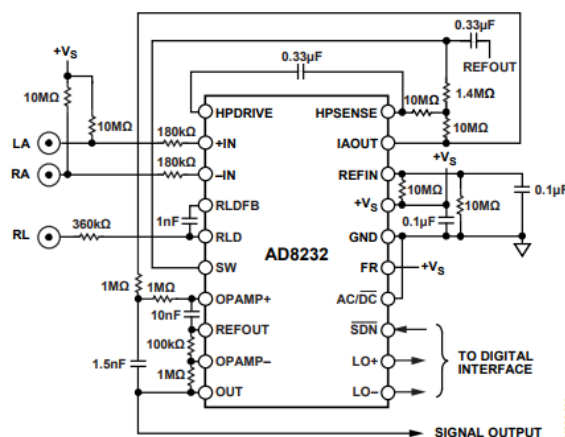 0.33µF
+VS
0.33µF
REFOUT
10MΩ
10MΩ
1.4MΩ
10MΩ
10MΩ
LA
180kΩ
RA
180kΩ
RL
360kΩ
1nF
HPDRIVE
+IN
–IN
RLDFB
RLD
SW
OPAMP+
REFOUT
OPAMP–
OUT
AD8232
HPSENSE
IAOUT
REFIN
+VS
GND
FR
AC/DC
SDN
LO+
LO–
+VS
10MΩ
0.1µF
10MΩ
0.1µF
+VS
1MΩ
1MΩ
10nF
100kΩ
1MΩ
1.5nF
TO DIGITAL
INTERFACE
SIGNAL OUTPUT